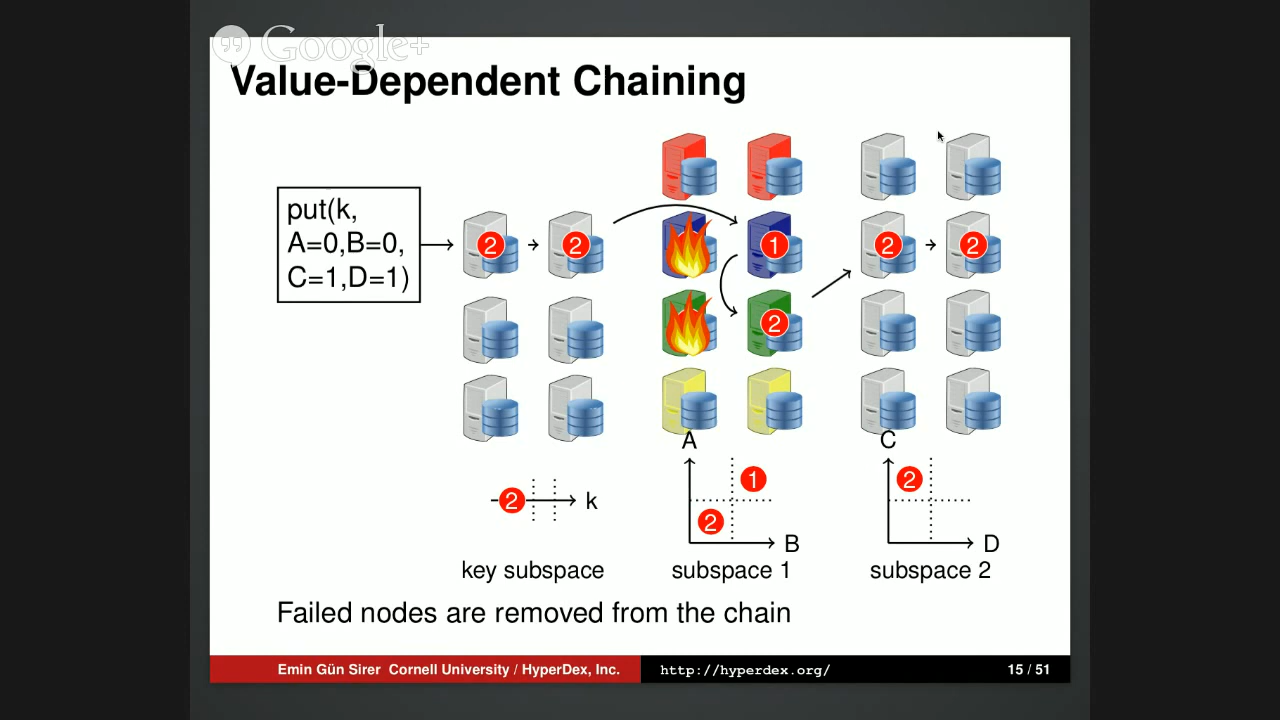 Google+
Value-Dependent Chaining
put(k,
A=0,B=0,
C=1,D=1)
2 2 1 2 2
2
A C
2 k
1
2
B
2
D
key subspace subspace 1 subspace 2
Failed nodes are removed from the chain
Emin Gün Sirer Cornell University / HyperDex, Inc. http://hyperdex.org/ 15 / 51